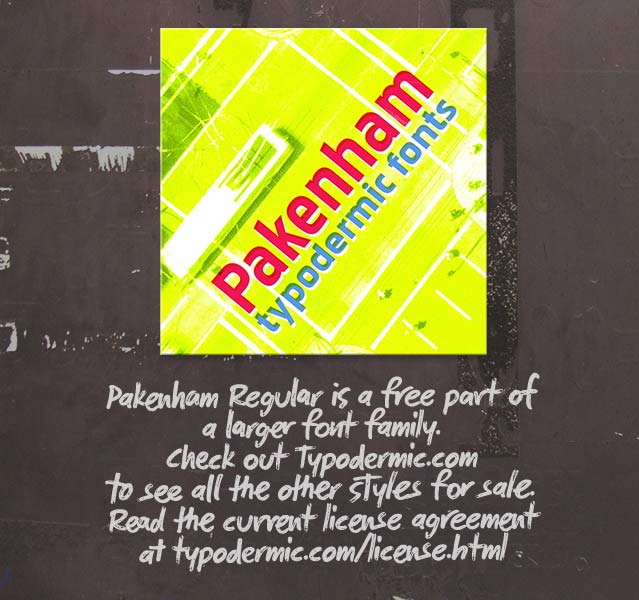 Pakenham
typodermic fonts
Pakenham Regular is a free part of
a larger font family.
Check out Typodermic.com
to see all the other styles for sale.
Read the current license agreement
at typodermic.com/license.html